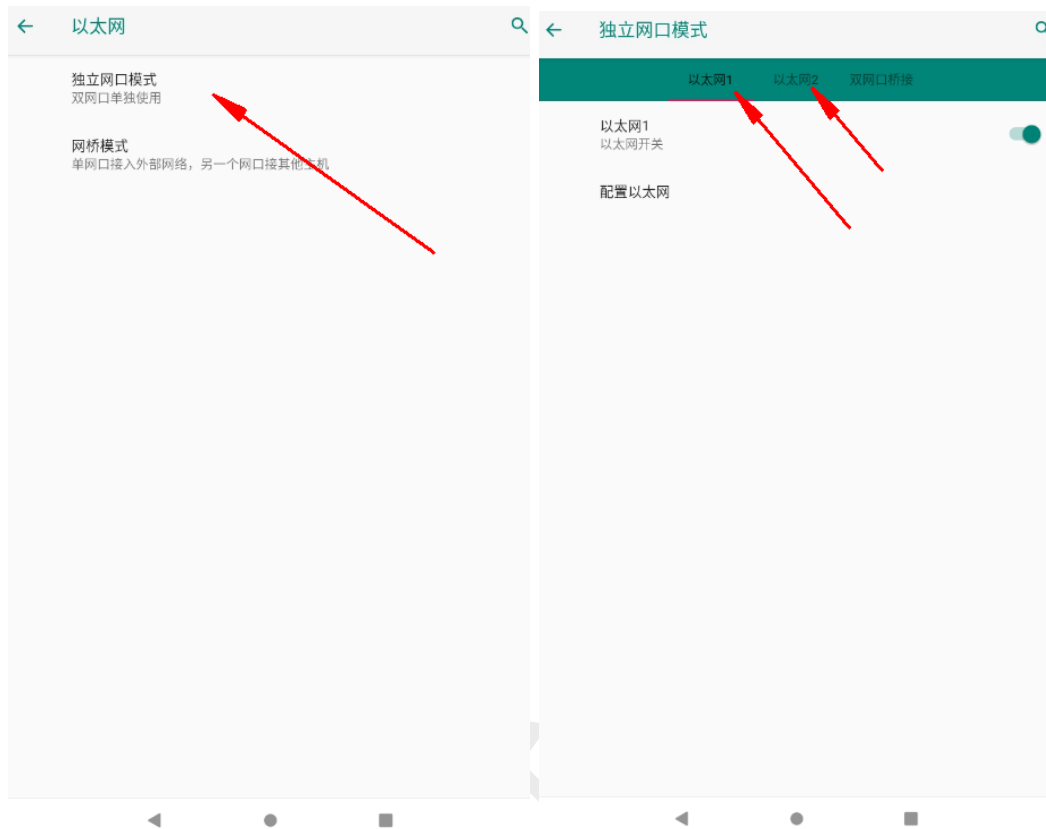 以太网
独立网口模式
双网口单独使用
网桥模式
单网口接入外部网络，另一个网口接其他主机
独立网口模式
以太网1 以太网2 双网口桥接
以太网1
以太网开关
配置以太网